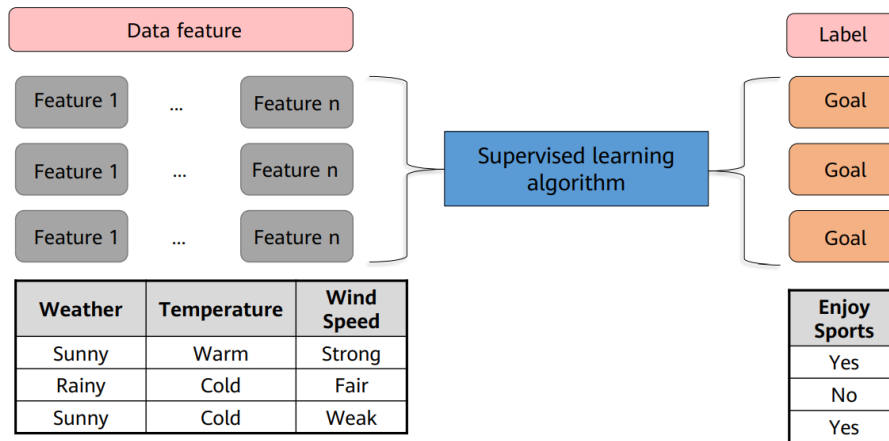 Data feature
Label
Feature 1 ... Feature n
Goal
Supervised learning
algorithm
Feature 1 ... Feature n
Goal
Feature 1 ... Feature n
Goal
Weather Temperature Wind
Speed
Sunny Warm Strong
Rainy Cold Fair
Sunny Cold Weak
Enjoy
Sports
Yes
No
Yes